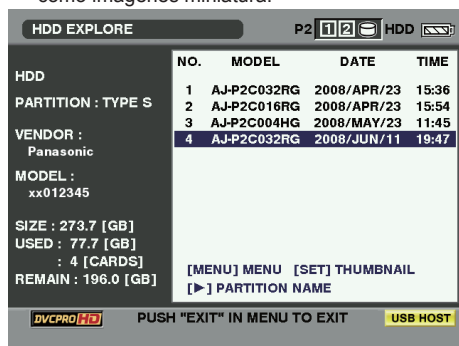 como imágenes miniatura.
HDD EXPLORE
P2 1 2 HDD
HDD
PARTITION : TYPE S
VENDOR :
Panasonic
MODEL :
xx012345
SIZE : 273.7 [GB]
USED : 77.7 [GB]
: 4 [CARDS]
REMAIN : 196.0 [GB]
NO. MODEL DATE TIME
1 AJ-P2C032RG 2008/APR/23 15:36
2 AJ-P2C016RG 2008/APR/23 15:54
3 AJ-P2C004HG 2008/MAY/23 11:45
4 AJ-P2C032RG 2008/JUN/11 19:47
[MENU] MENU [SET] THUMBNAIL
[►] PARTITION NAME
DVCPRO HD PUSH "EXIT" IN MENU TO EXIT USB HOST